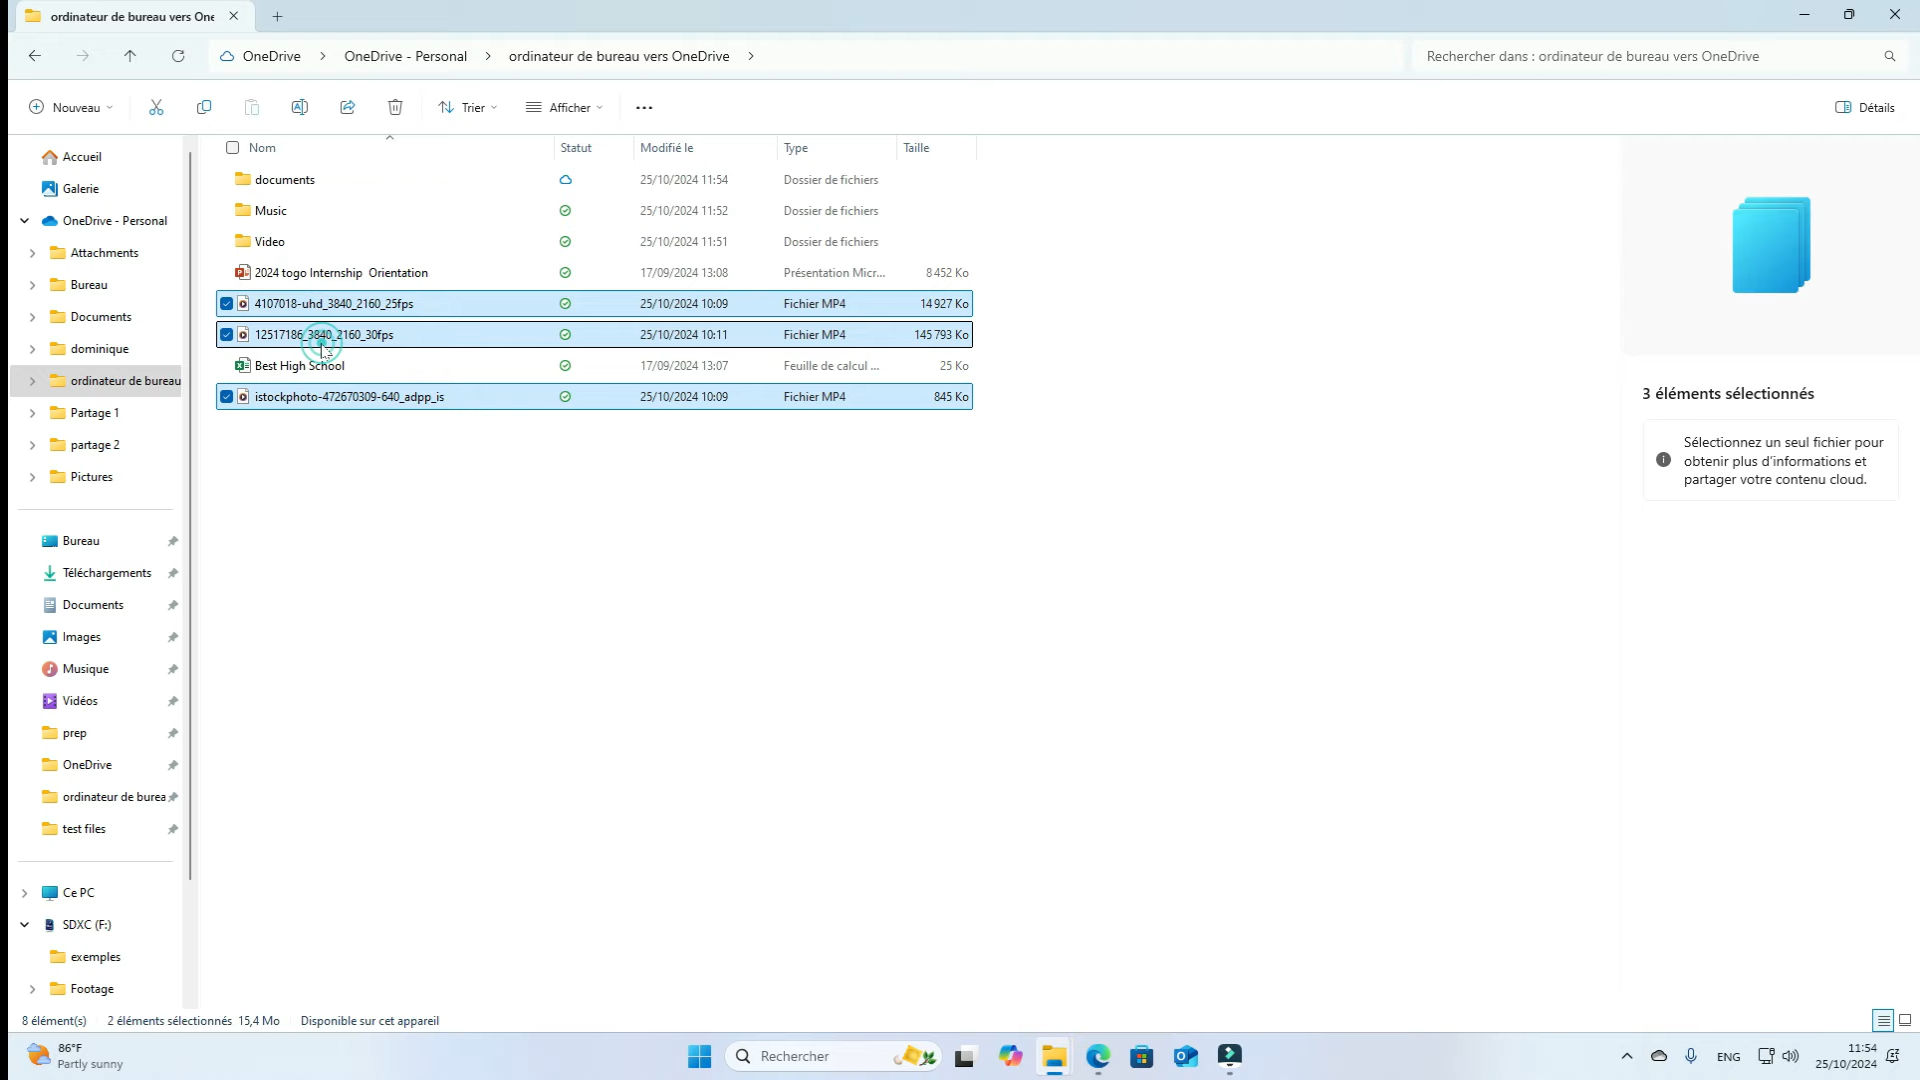 ordinateur de bureau vers One
OneDrive
OneDrive - Personal
ordinateur de bureau vers OneDrive
Rechercher dans : ordinateur de bureau vers OneDrive
Nouveau
Trier
Afficher
Détails
Nom Statut Modifié le Type Taille
documents 25/10/2024 11:54 Dossier de fichiers
Music 25/10/2024 11:52 Dossier de fichiers
Video 25/10/2024 11:51 Dossier de fichiers
2024 togo Internship Orientation 17/09/2024 13:08 Présentation Micr... 8 452 Ko
4107018-uhd_3840_2160_25fps 25/10/2024 10:09 Fichier MP4 14 927 Ko
12517186_3840_2160_30fps 25/10/2024 10:11 Fichier MP4 145 793 Ko
Best High School 17/09/2024 13:07 Feuille de calcul ... 25 Ko
istockphoto-472670309-640_adpp_is 25/10/2024 10:09 Fichier MP4 845 Ko
Accueil
Galerie
OneDrive - Personal
Attachments
Bureau
Documents
dominique
ordinateur de bureau
Partage 1
partage 2
Pictures
Bureau
Téléchargements
Documents
Images
Musique
Vidéos
prep
OneDrive
ordinateur de burea
test files
Ce PC
SDXC (F:)
exemples
Footage
3 éléments sélectionnés
Sélectionnez un seul fichier pour
obtenir plus d'informations et
partager votre contenu cloud.
8 élément(s) 2 éléments sélectionnés 15,4 Mo Disponible sur cet appareil
86°F
Partly sunny
Rechercher
ENG
11:54
25/10/2024